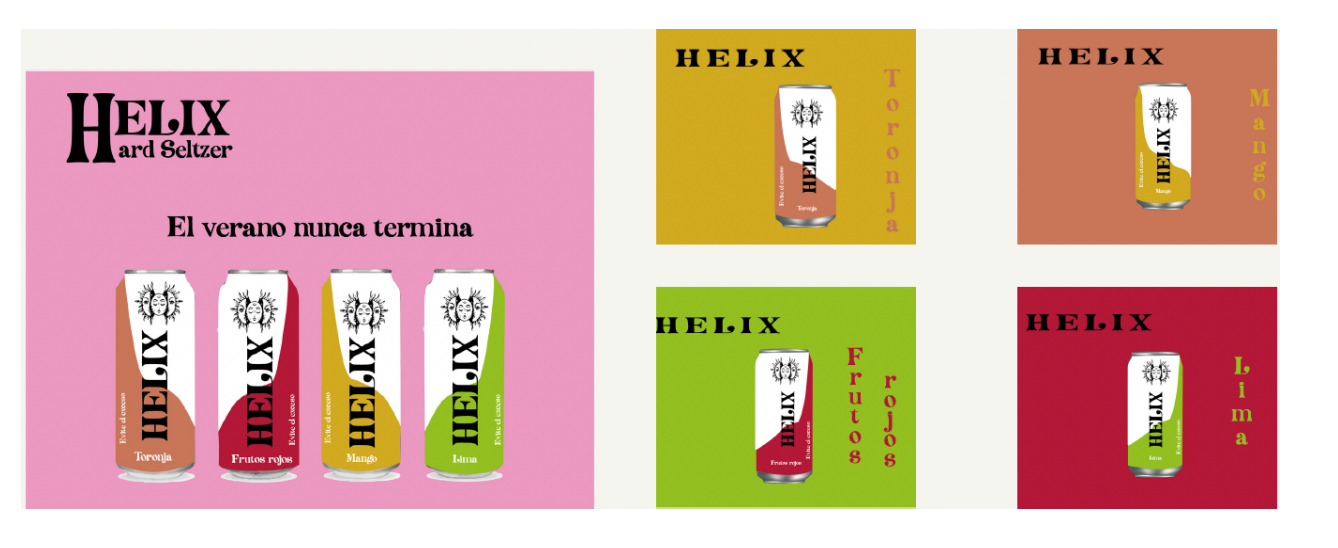 HELIX
ard Seltzer
El verano nunca termina
HELIX
Evite el exceso
Toronja
HELIX
Evite el exceso
Frutos rojos
HELIX
Evite el exceso
Mango
HELIX
Evite el exceso
Lima
HELIX
Toronja
HELIX
Evite el exceso
Toronja
HELIX
Mango
HELIX
Evite el exceso
Mango
HELIX
Frutos
rojos
HELIX
Evite el exceso
Frutos rojos
HELIX
Lima
HELIX
Evite el exceso
Lima